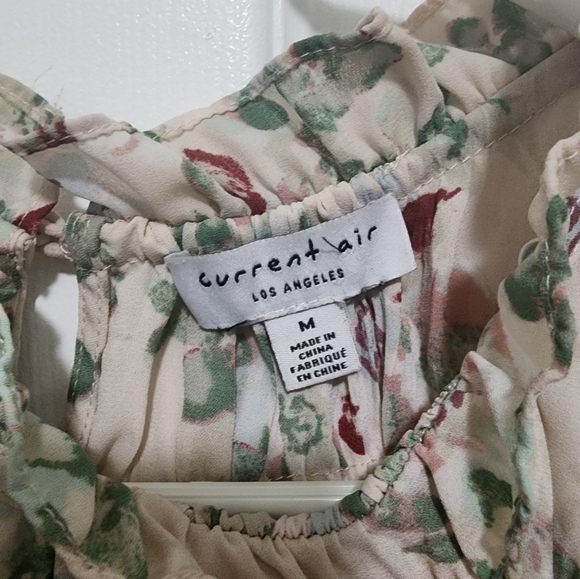 current\air
LOS ANGELES
M
MADE IN
CHINA
FABRIQUÉ
EN CHINE